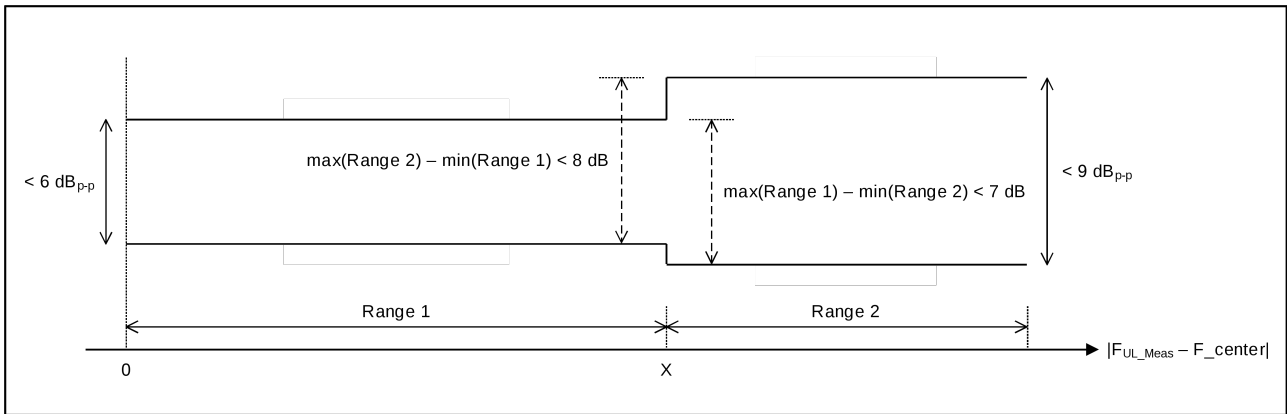 max(Range 2) – min(Range 1) < 8 dB
< 6 dBp-p
< 9 dBp-p
max(Range 1) – min(Range 2) < 7 dB
Range 1
Range 2
|FUL_Meas – F_center|
0
X